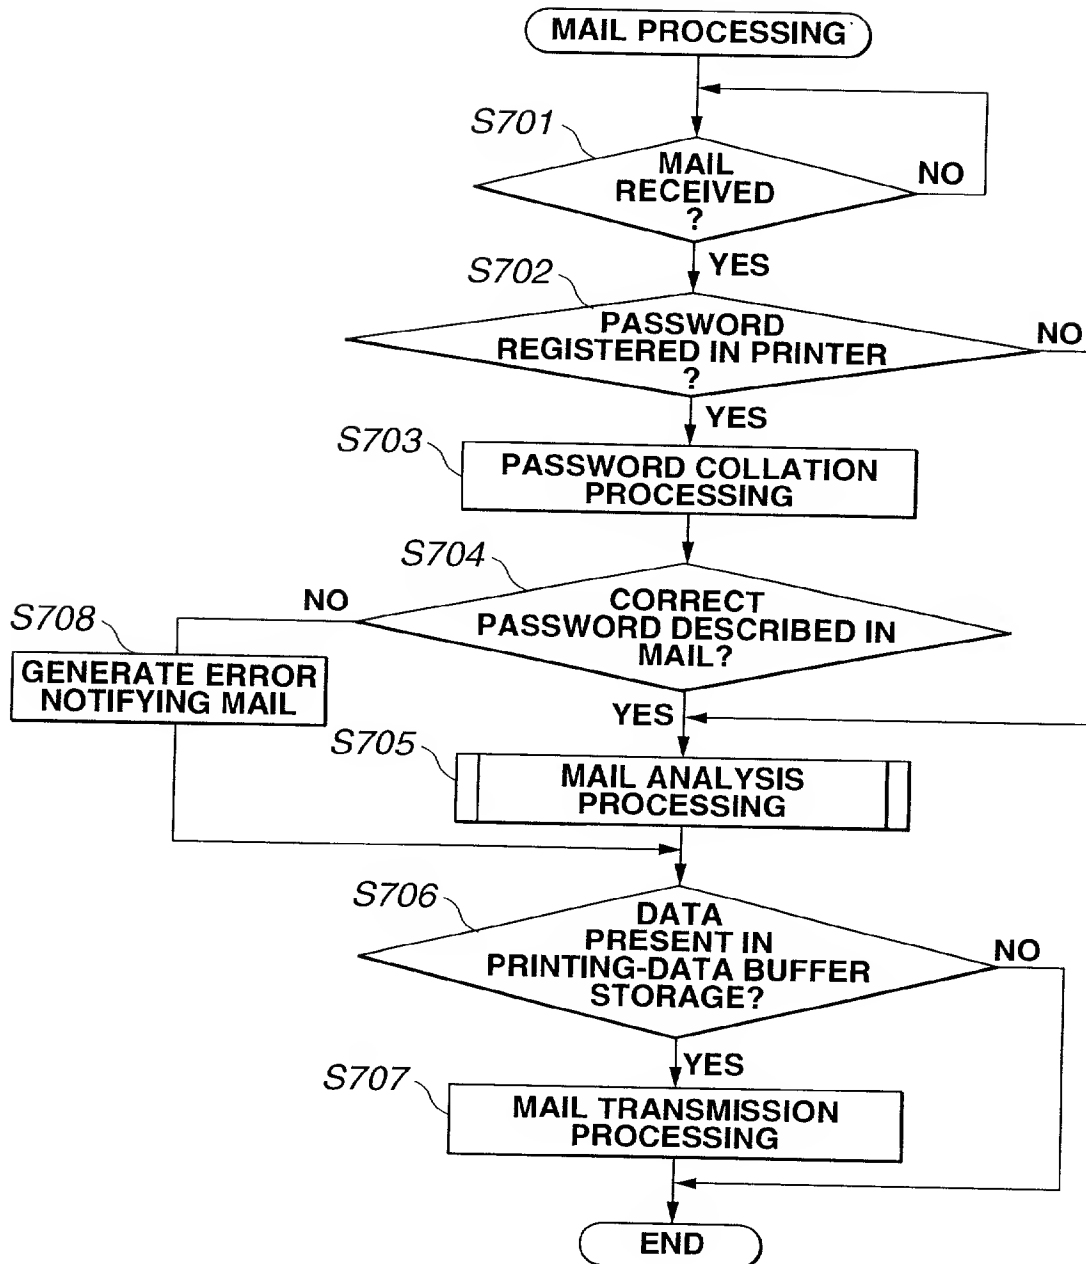 MAIL PROCESSING
S701
MAIL
RECEIVED
?
NO
YES
S702
PASSWORD
REGISTERED IN PRINTER
?
NO
YES
S703
PASSWORD COLLATION
PROCESSING
S704
CORRECT
PASSWORD DESCRIBED IN
MAIL?
NO
S708
GENERATE ERROR
NOTIFYING MAIL
YES
S705
MAIL ANALYSIS
PROCESSING
S706
DATA
PRESENT IN
PRINTING-DATA BUFFER
STORAGE?
NO
YES
S707
MAIL TRANSMISSION
PROCESSING
END